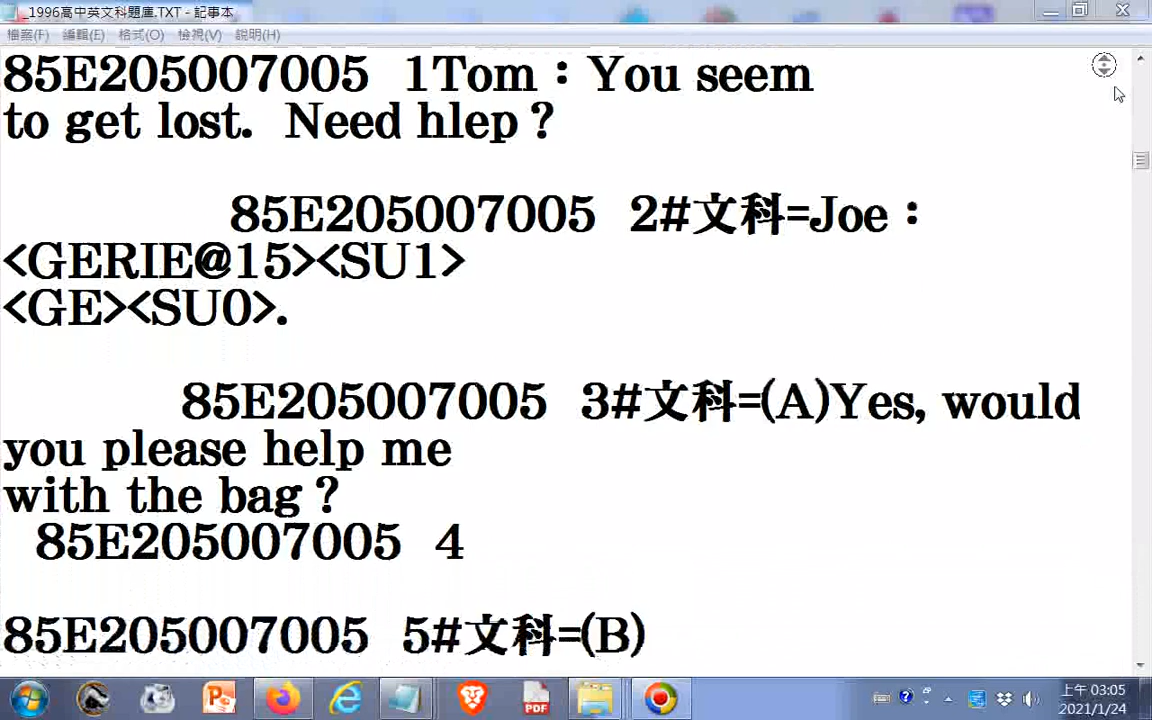 _1996高中英文科題庫.TXT - 記事本
檔案(F) 編輯(E) 格式(O) 檢視(V) 說明(H)
85E205007005  1Tom：You seem
to get lost.  Need hlep？
85E205007005  2#文科=Joe：
<GERIE@15><SU1>
<GE><SU0>.
85E205007005  3#文科=(A)Yes, would
you please help me
with the bag？
85E205007005  4
85E205007005  5#文科=(B)
PDF
上午 03:05
2021/1/24